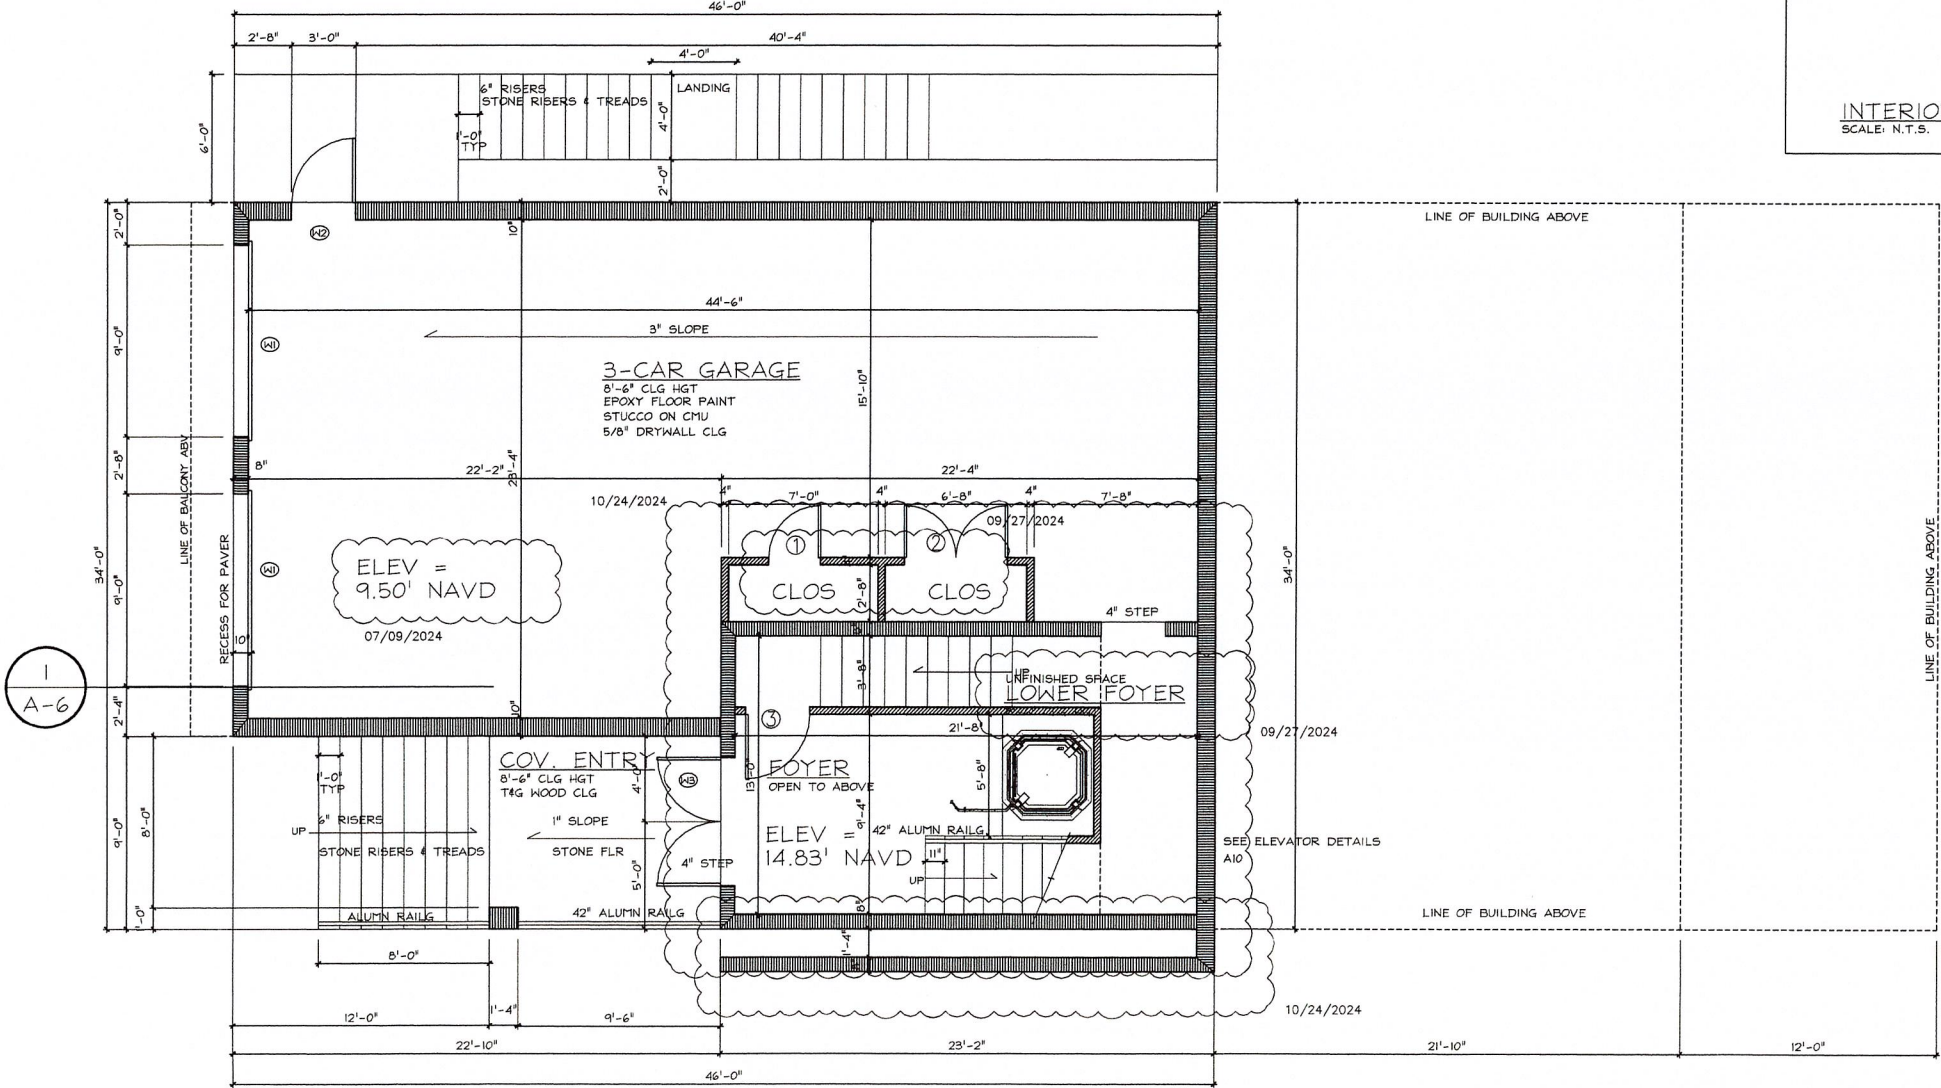 46'-0"
2'-8"
3'-0"
40'-4"
4'-0"
INTERIO
SCALE: N.T.S.
6" RISERS
STONE RISERS & TREADS
LANDING
1'-0"
TYP
4'-0"
6'-0"
2'-0"
2'-0"
W2
10"
LINE OF BUILDING ABOVE
44'-6"
3" SLOPE
9'-0"
W1
3-CAR GARAGE
8'-6" CLG HGT
EPOXY FLOOR PAINT
STUCCO ON CMU
5/8" DRYWALL CLG
15'-10"
2'-8"
8"
22'-2"
23'-4"
22'-4"
LINE OF BALCONY ABV
10/24/2024
4"
7'-0"
4"
6'-8"
4"
7'-8"
09/27/2024
1
2
34'-0"
9'-0"
W1
ELEV =
9.50' NAVD
07/09/2024
CLOS
2'-8"
CLOS
34'-0"
4" STEP
RECESS FOR PAVER
10"
8"
LINE OF BUILDING ABOVE
1
A-6
3'-8"
UP
UNFINISHED SPACE
LOWER FOYER
2'-4"
10"
3
21'-8"
09/27/2024
COV. ENTRY
8'-6" CLG HGT
T&G WOOD CLG
4'-0"
W3
FOYER
OPEN TO ABOVE
13'-0"
5'-8"
1'-0"
TYP
9'-0"
8'-0"
6" RISERS
UP
STONE RISERS & TREADS
1" SLOPE
STONE FLR
4" STEP
5'-0"
ELEV =
14.83' NAVD
9'-4"
42" ALUMN RAILG
11"
UP
SEE ELEVATOR DETAILS
A10
1'-0"
ALUMN RAILG
42" ALUMN RAILG
8"
LINE OF BUILDING ABOVE
8'-0"
1'-4"
10/24/2024
12'-0"
1'-4"
9'-6"
22'-10"
23'-2"
21'-10"
12'-0"
46'-0"